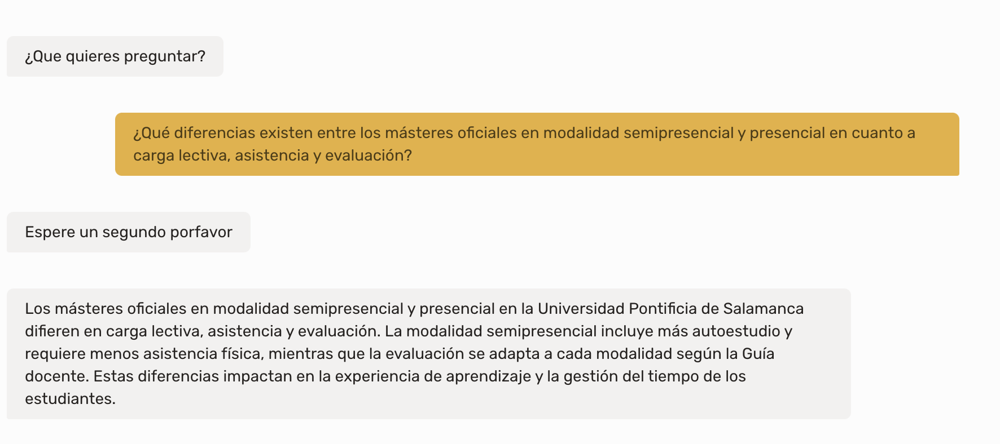 ¿Que quieres preguntar?
¿Qué diferencias existen entre los másteres oficiales en modalidad semipresencial y presencial en cuanto a
carga lectiva, asistencia y evaluación?
Espere un segundo porfavor
Los másteres oficiales en modalidad semipresencial y presencial en la Universidad Pontificia de Salamanca
difieren en carga lectiva, asistencia y evaluación. La modalidad semipresencial incluye más autoestudio y
requiere menos asistencia física, mientras que la evaluación se adapta a cada modalidad según la Guía
docente. Estas diferencias impactan en la experiencia de aprendizaje y la gestión del tiempo de los
estudiantes.